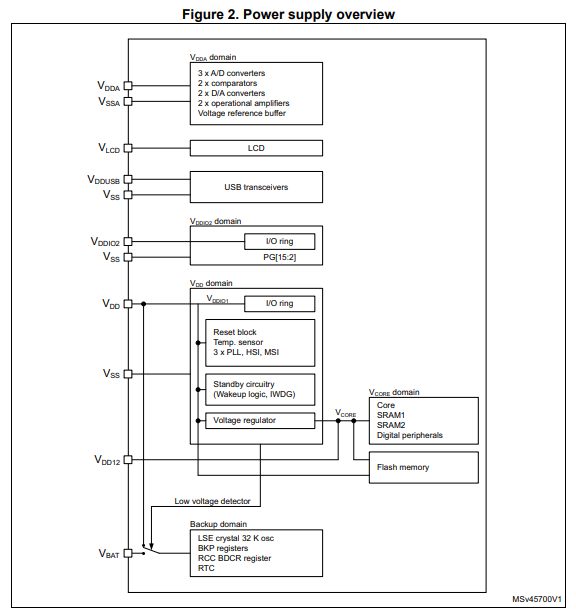 Figure 2. Power supply overview
VDDA domain
VDDA
VSSA
3 x A/D converters
2 x comparators
2 x D/A converters
2 x operational amplifiers
Voltage reference buffer
VLCD
LCD
VDDUSB
VSS
USB transceivers
VDDIO2 domain
VDDIO2
VSS
I/O ring
PG[15:2]
VDD domain
VDD
VDDIO1
I/O ring
Reset block
Temp. sensor
3 x PLL, HSI, MSI
VSS
Standby circuitry
(Wakeup logic, IWDG)
Voltage regulator
VCORE
VCORE domain
Core
SRAM1
SRAM2
Digital peripherals
VDD12
Flash memory
Low voltage detector
Backup domain
VBAT
LSE crystal 32 K osc
BKP registers
RCC BDCR register
RTC
MSv45700V1